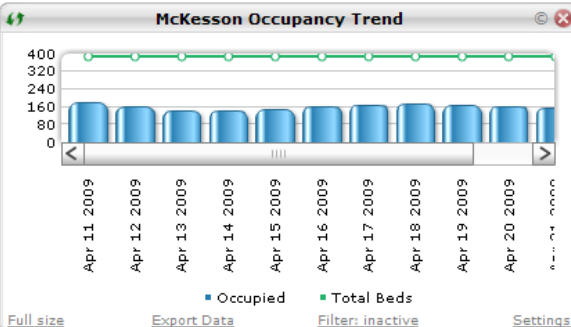 McKesson Occupancy Trend ©
400
320
240
160
80
0
Apr 11 2009
Apr 12 2009
Apr 13 2009
Apr 14 2009
Apr 15 2009
Apr 16 2009
Apr 17 2009
Apr 18 2009
Apr 19 2009
Apr 20 2009
Occupied Total Beds
Full size Export Data Filter: inactive Settings